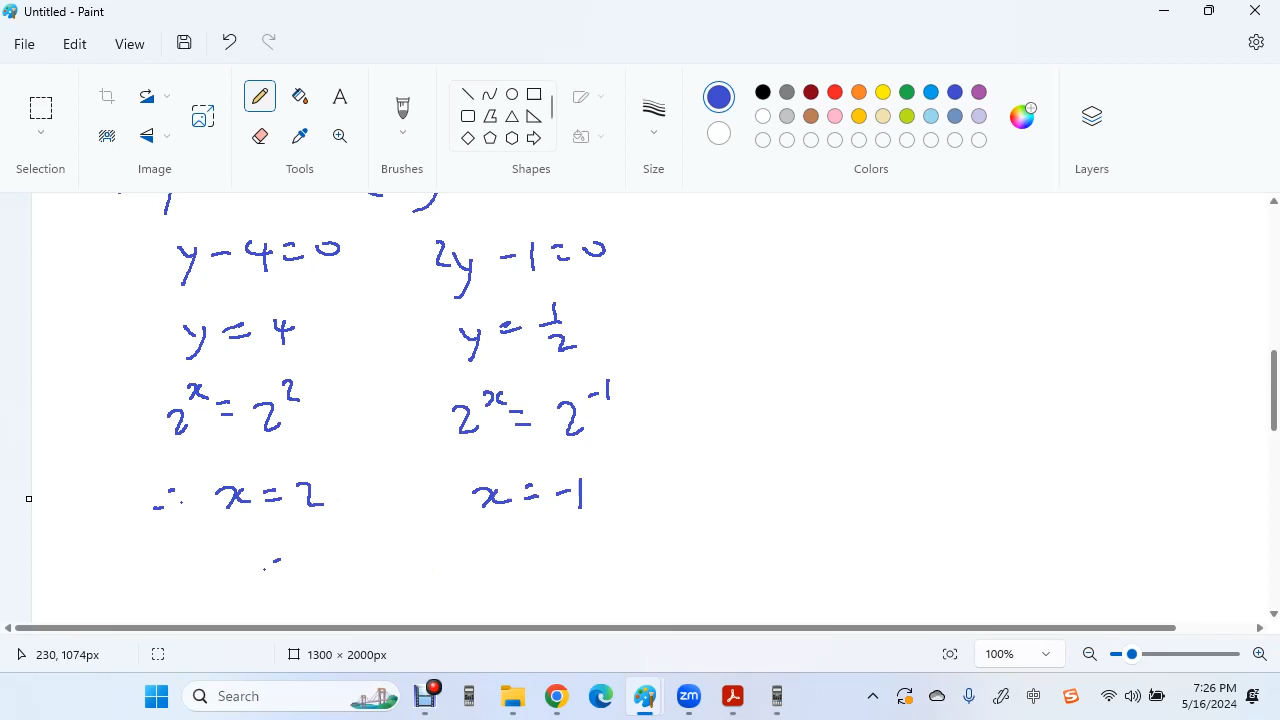 Untitled - Paint
File Edit View
A
Selection Image Tools Brushes Shapes Size Colors Layers
y - 4 = 0 2y - 1 = 0
y = 4 y = 1/2
2^x = 2^2 2^x = 2^-1
∴ x = 2 x = -1
230, 1074px 1300 × 2000px 100%
Search zm 中 S 7:26 PM
5/16/2024